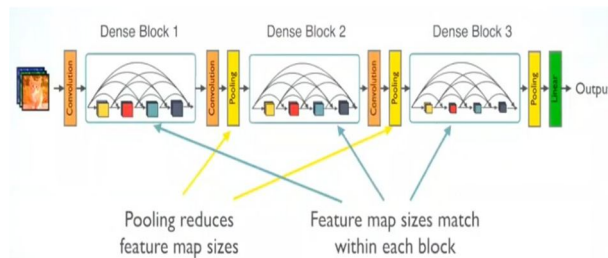 Dense Block 1
Dense Block 2
Dense Block 3
Convolution
Convolution
Pooling
Convolution
Pooling
Pooling
Linear
Outpu
Pooling reduces
feature map sizes
Feature map sizes match
within each block